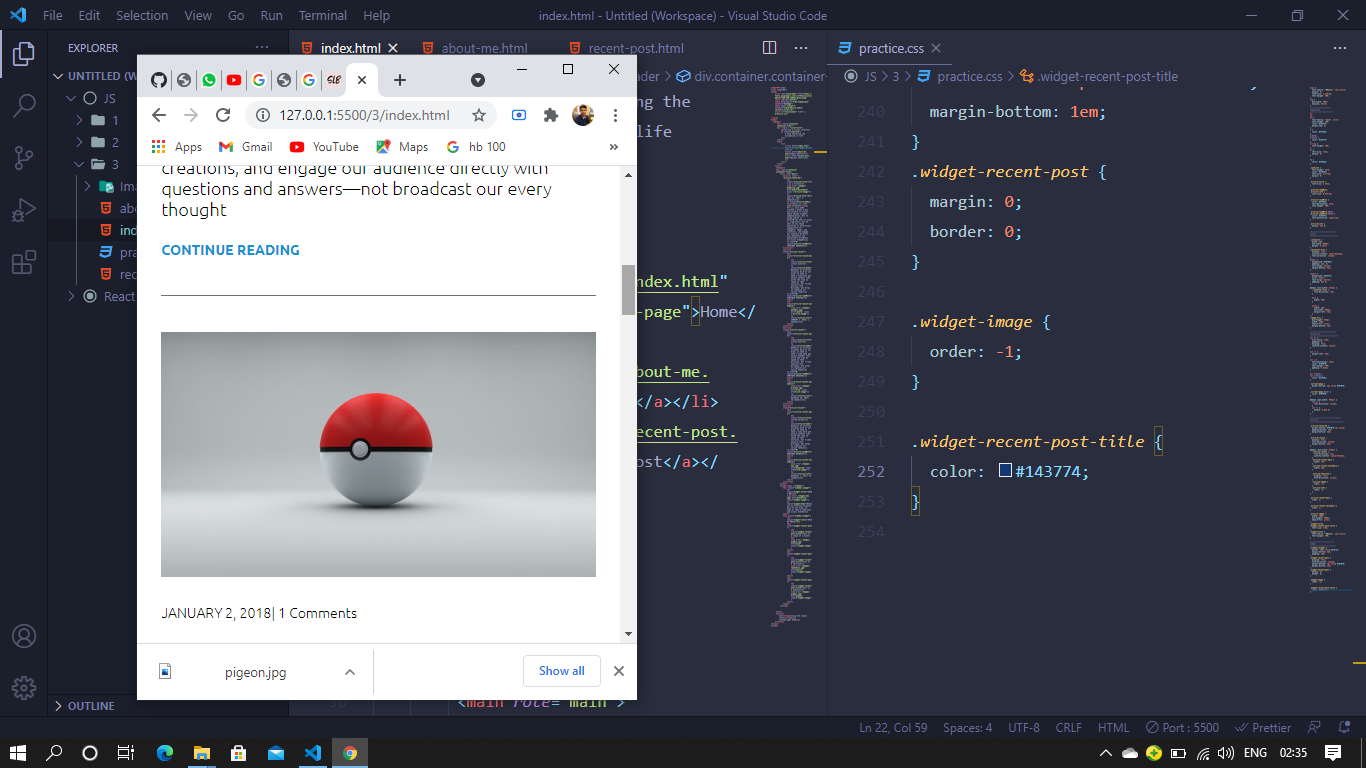 File Edit Selection View Go Run Terminal Help index.html - Untitled (Workspace) - Visual Studio Code
EXPLORER ...
UNTITLED (W
JS
1
2
3
Ima
abo
ind
pra
rec
React
OUTLINE
index.html about-me.html recent-post.html
ader > div.container.container-
ng the
life
ndex.html"
-page">Home</
bout-me.
</a></li>
ecent-post.
ost</a></
<main role="main">
SLB
127.0.0.1:5500/3/index.html
Apps Gmail YouTube Maps hb 100 »
creations, and engage our audience directly with
questions and answers—not broadcast our every
thought
CONTINUE READING
JANUARY 2, 2018| 1 Comments
pigeon.jpg Show all
practice.css
JS > 3 > practice.css > .widget-recent-post-title
240 margin-bottom: 1em;
241 }
242 .widget-recent-post {
243 margin: 0;
244 border: 0;
245 }
246
247 .widget-image {
248 order: -1;
249 }
250
251 .widget-recent-post-title {
252 color: #143774;
253 }
254
Ln 22, Col 59 Spaces: 4 UTF-8 CRLF HTML Port : 5500 Prettier
ENG 02:35